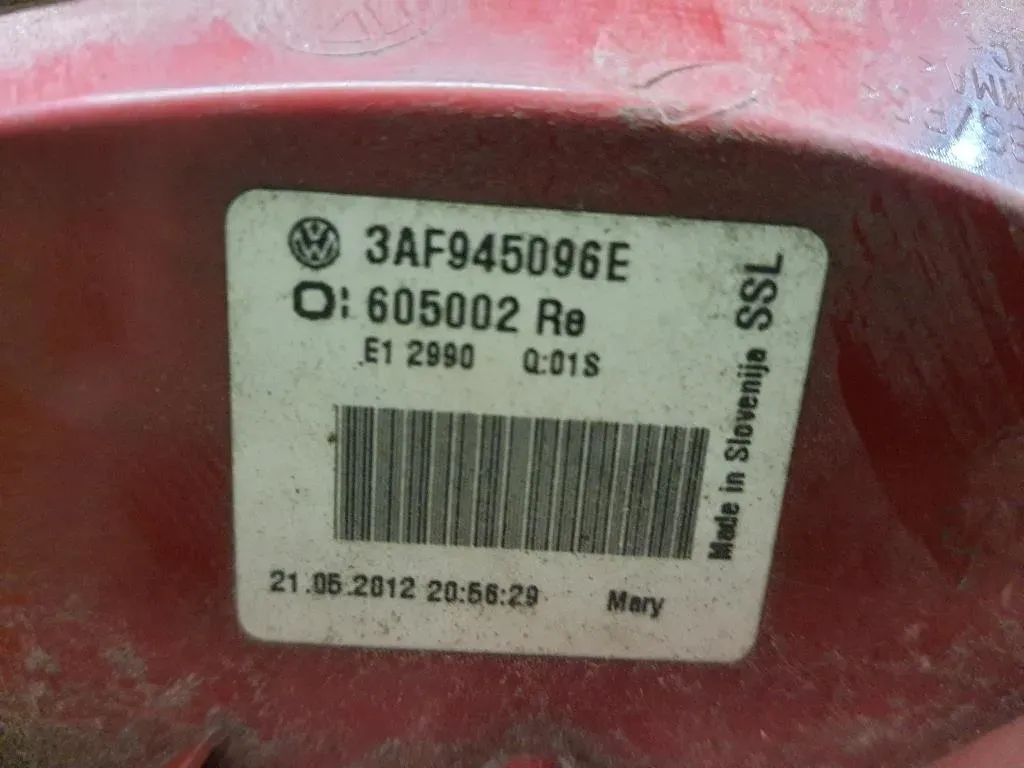 3AF945096E
O: 605002 Re
E1 2990 Q:01S
21.05.2012 20:56:29 Mary
Made in Slovenija SSL